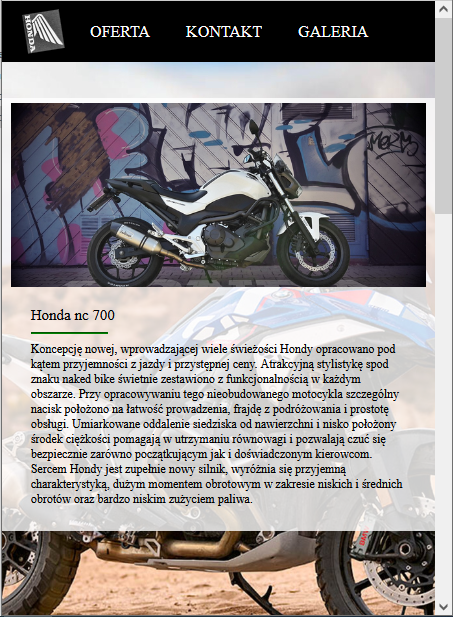 HONDA
OFERTA KONTAKT GALERIA
Honda nc 700
Koncepcję nowej, wprowadzającej wiele świeżości Hondy opracowano pod
kątem przyjemności z jazdy i przystępnej ceny. Atrakcyjną stylistykę spod
znaku naked bike świetnie zestawiono z funkcjonalnością w każdym
obszarze. Przy opracowywaniu tego nieobudowanego motocykla szczególny
nacisk położono na łatwość prowadzenia, frajdę z podróżowania i prostotę
obsługi. Umiarkowane oddalenie siedziska od nawierzchni i nisko położony
środek ciężkości pomagają w utrzymaniu równowagi i pozwalają czuć się
bezpiecznie zarówno początkującym jak i doświadczonym kierowcom.
Sercem Hondy jest zupełnie nowy silnik, wyróżnia się przyjemną
charakterystyką, dużym momentem obrotowym w zakresie niskich i średnich
obrotów oraz bardzo niskim zużyciem paliwa.